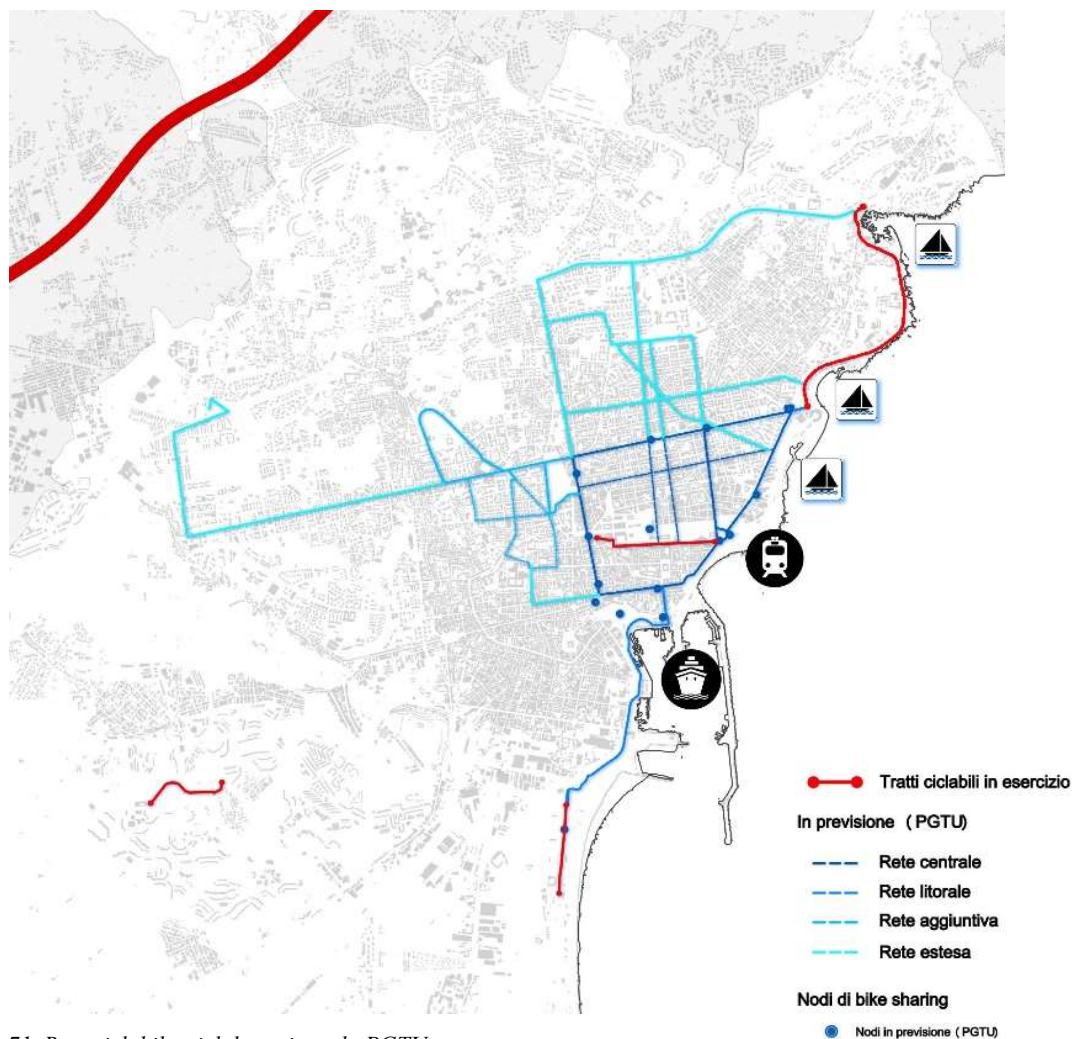 Tratti ciclabili in esercizio
In previsione (PGTU)
Rete centrale
Rete litorale
Rete aggiuntiva
Rete estesa
Nodi di bike sharing
Nodi in previsione (PGTU)